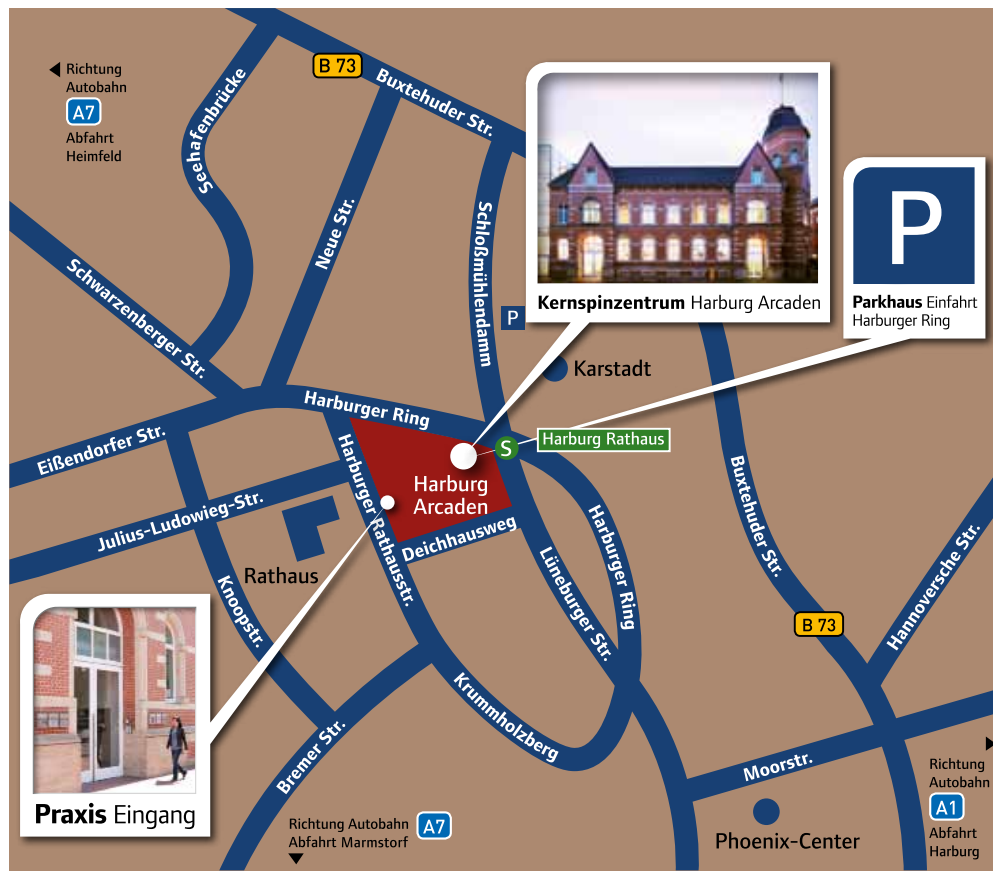 B 73
Richtung
Autobahn
A7
Abfahrt
Heimfeld
Seehafenbrücke
Buxtehuder Str.
Neue Str.
Schloßmühlendamm
Schwarzenberger Str.
P
Kernspinzentrum Harburg Arcaden
P
Parkhaus Einfahrt
Harburger Ring
Karstadt
Harburger Ring
S
Harburg Rathaus
Eißendorfer Str.
Harburg
Arcaden
Harburger Rathausstr.
Julius-Ludowieg-Str.
Deichhausweg
Harburger Ring
Buxtehuder Str.
Hannoversche Str.
Rathaus
Knoopstr.
Lüneburger Str.
B 73
Krummholzberg
Bremer Str.
Moorstr.
Praxis Eingang
Richtung Autobahn
Abfahrt Marmstorf
A7
Phoenix-Center
Richtung
Autobahn
A1
Abfahrt
Harburg